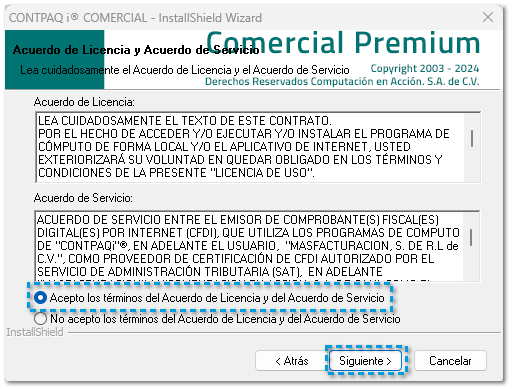 CONTPAQ i® COMERCIAL - InstallShield Wizard
Acuerdo de Licencia y Acuerdo de Servicio
Comercial Premium
Lea cuidadosamente el Acuerdo de Licencia y el Acuerdo de Servicio
Copyright 2003 - 2024
Derechos Reservados Computación en Acción. S.A. de C.V.
Acuerdo de Licencia:
LEA CUIDADOSAMENTE EL TEXTO DE ESTE CONTRATO.
POR EL HECHO DE ACCEDER Y/O EJECUTAR Y/O INSTALAR EL PROGRAMA DE
CÓMPUTO DE FORMA LOCAL Y/O EL APLICATIVO DE INTERNET, USTED
EXTERIORIZARÁ SU VOLUNTAD EN QUEDAR OBLIGADO EN LOS TÉRMINOS Y
CONDICIONES DE LA PRESENTE "LICENCIA DE USO".
Acuerdo de Servicio:
ACUERDO DE SERVICIO ENTRE EL EMISOR DE COMPROBANTE(S) FISCAL(ES)
DIGITAL(ES) POR INTERNET (CFDI), QUE UTILIZA LOS PROGRAMAS DE COMPUTO
DE "CONTPAQi"®, EN ADELANTE EL USUARIO, "MASFACTURACION, S. DE R.L de
C.V.", COMO PROVEEDOR DE CERTIFICACIÓN DE CFDI AUTORIZADO POR EL
SERVICIO DE ADMINISTRACIÓN TRIBUTARIA (SAT), EN ADELANTE
Acepto los términos del Acuerdo de Licencia y del Acuerdo de Servicio
No acepto los términos del Acuerdo de Licencia y del Acuerdo de Servicio
InstallShield
< Atrás
Siguiente >
Cancelar